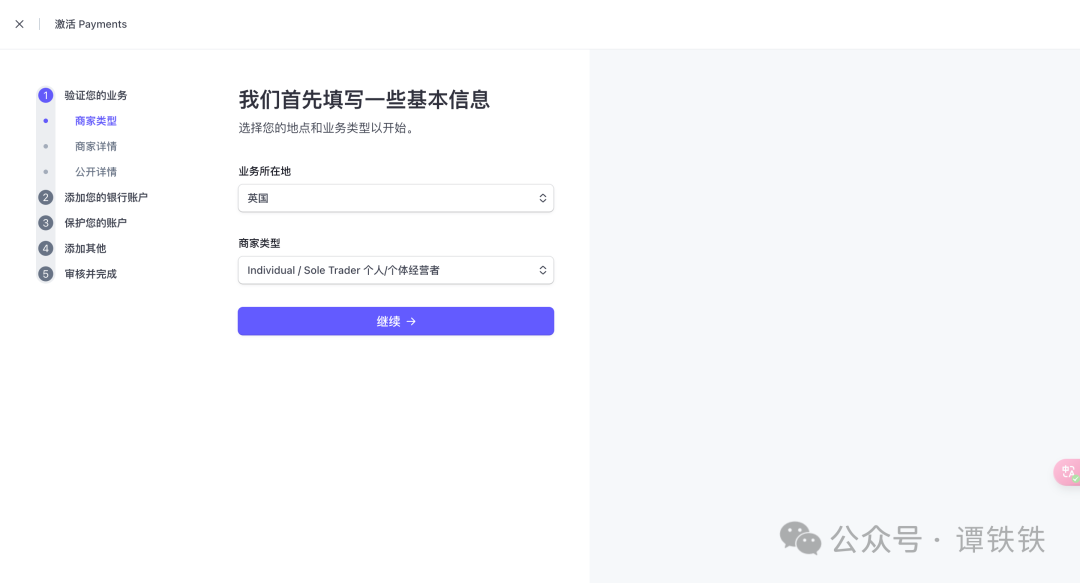 激活 Payments
1 验证您的业务
商家类型
商家详情
公开详情
2 添加您的银行账户
3 保护您的账户
4 添加其他
5 审核并完成
我们首先填写一些基本信息
选择您的地点和业务类型以开始。
业务所在地
英国
商家类型
Individual / Sole Trader 个人/个体经营者
继续 →
公众号 · 谭铁铁